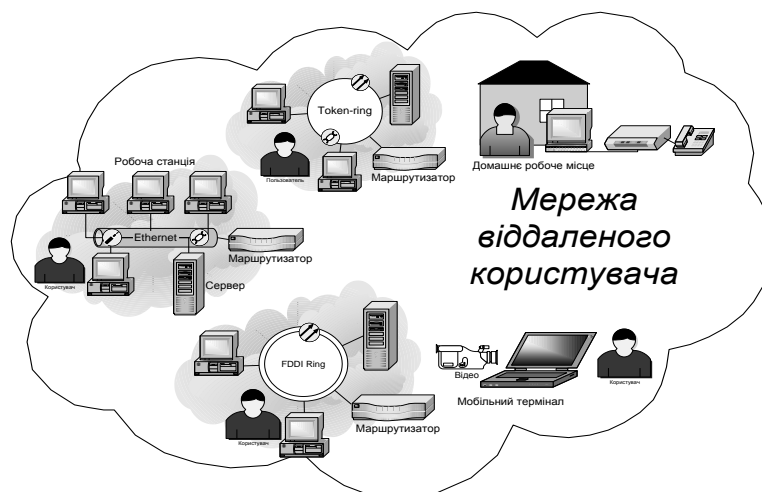 Token-ring
Пользователь
Маршрутизатор
Домашнє робоче місце
Робоча станція
Ethernet
Маршрутизатор
Користувач
Сервер
Мережа
віддаленого
користувача
FDDI Ring
Користувач
Маршрутизатор
Відео
Мобільний термінал
Користувач